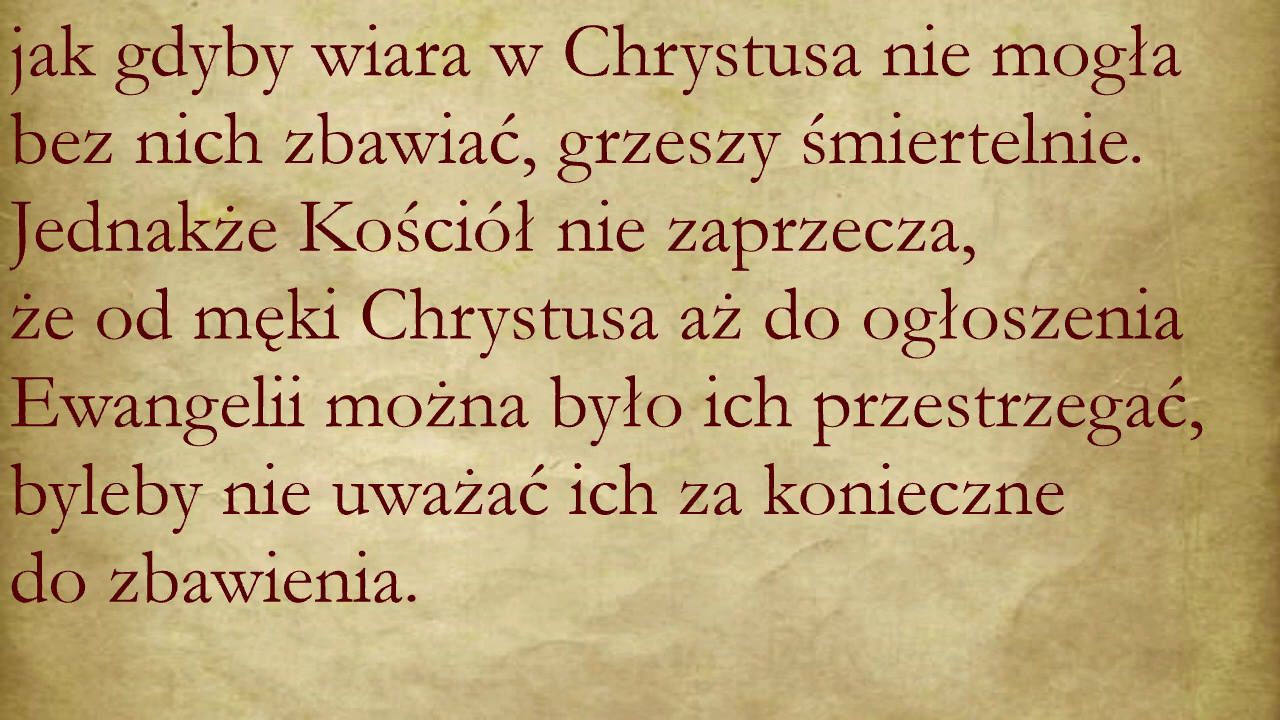 jak gdyby wiara w Chrystusa nie mogła
bez nich zbawiać, grzeszy śmiertelnie.
Jednakże Kościół nie zaprzecza,
że od męki Chrystusa aż do ogłoszenia
Ewangelii można było ich przestrzegać,
byleby nie uważać ich za konieczne
do zbawienia.